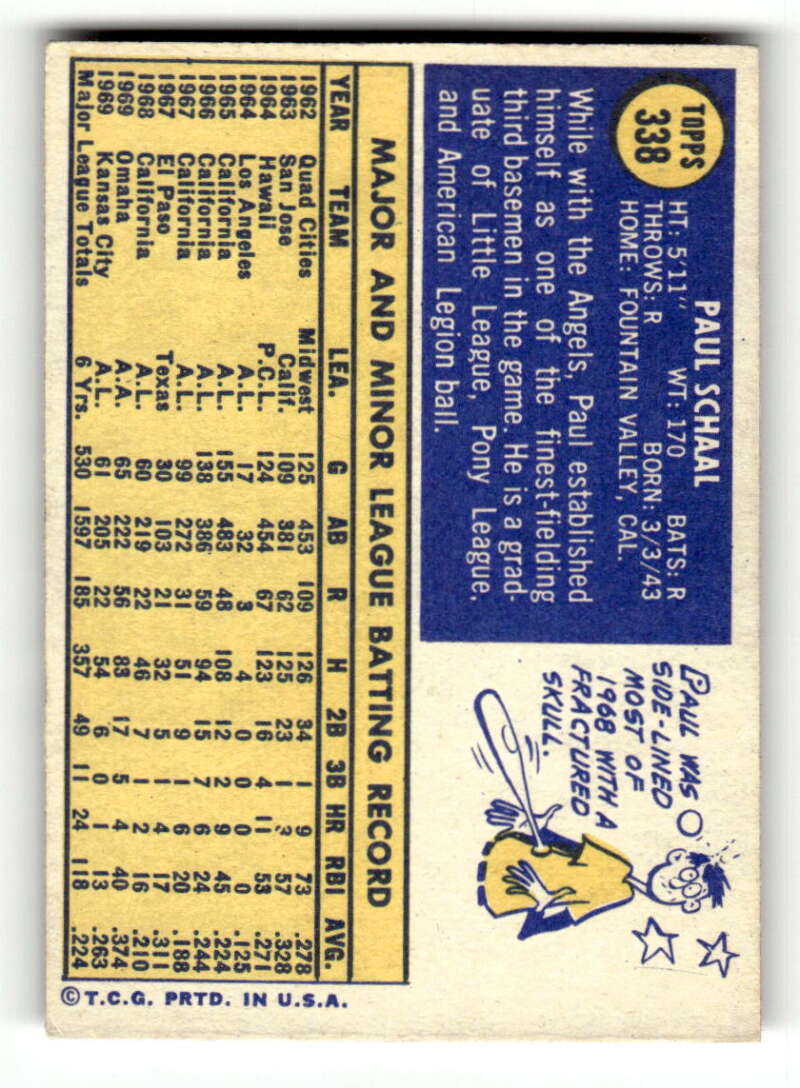 TOPPS
338
PAUL SCHAAL
HT: 5'11" WT: 170 BATS: R
THROWS: R BORN: 3/3/43
HOME: FOUNTAIN VALLEY, CAL.
While with the Angels, Paul established
himself as one of the finest-fielding
third basemen in the game. He is a grad-
uate of Little League, Pony League,
and American Legion ball.
PAUL WAS
SIDE-LINED
MOST OF
1968 WITH A
FRACTURED
SKULL.
MAJOR AND MINOR LEAGUE BATTING RECORD
YEAR TEAM LEA. G AB R H 2B 3B HR RBI AVG.
1962 Quad Cities Midwest 125 453 109 126 34 1 9 73 .278
1963 San Jose Calif. 109 381 62 125 23 1 3 57 .328
1964 Hawaii P.C.L. 124 454 67 123 16 4 11 53 .271
1964 Los Angeles A.L. 17 32 3 4 0 0 0 0 .125
1965 California A.L. 155 483 48 108 12 2 9 45 .224
1966 California A.L. 138 386 59 94 15 7 6 24 .244
1967 California A.L. 99 272 31 51 9 1 6 20 .188
1967 El Paso Texas 30 103 21 32 5 1 4 17 .311
1968 California A.L. 60 219 22 46 7 1 2 16 .210
1969 Omaha A.A. 65 222 56 83 17 5 4 40 .374
1969 Kansas City A.L. 61 205 22 54 6 0 1 13 .263
Major League Totals 6 Yrs. 530 1597 185 357 49 11 24 118 .224
© T.C.G. PRTD. IN U.S.A.